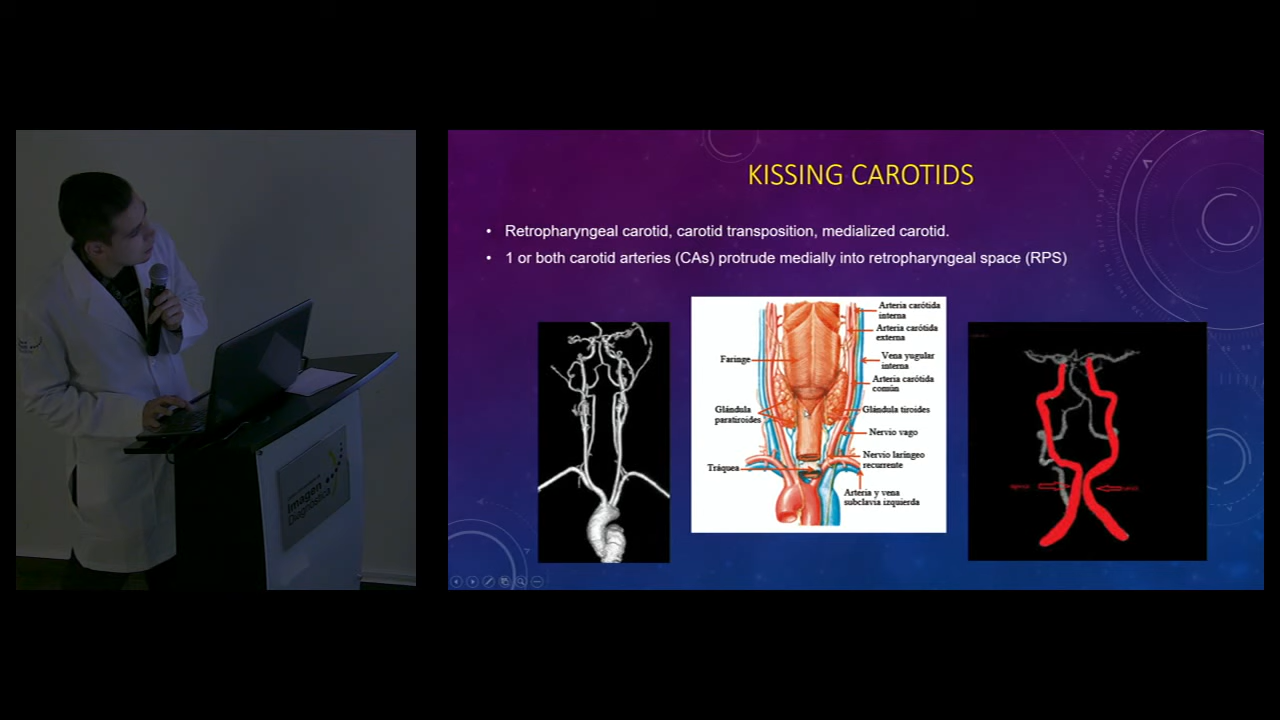 KISSING CAROTIDS
• Retropharyngeal carotid, carotid transposition, medialized carotid.
• 1 or both carotid arteries (CAs) protrude medially into retropharyngeal space (RPS)
Arteria carótida
interna
Arteria carótida
externa
Faringe
Vena yugular
interna
Arteria carótida
común
Glándula
paratiroides
Glándula tiroides
Nervio vago
Nervio laríngeo
recurrente
Tráquea
Arteria y vena
subclavia izquierda
Imagen
Diagnostica